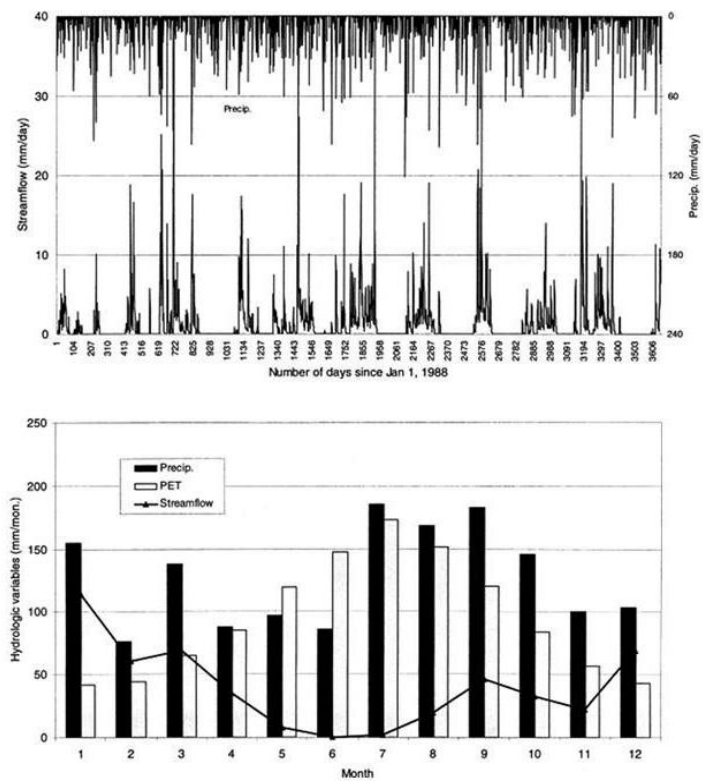 40
30
20
10
0
0
60
120
180
240
Streamflow (mm/day)
Precip. (mm/day)
Precip.
1 104 207 310 413 516 619 722 825 928 1031 1134 1237 1340 1443 1546 1649 1752 1855 1958 2061 2164 2267 2370 2473 2576 2679 2782 2885 2988 3091 3194 3297 3400 3503 3606
Number of days since Jan 1, 1988
250
200
150
100
50
0
Hydrologic variables (mm/mon.)
Precip.
PET
Streamflow
1 2 3 4 5 6 7 8 9 10 11 12
Month